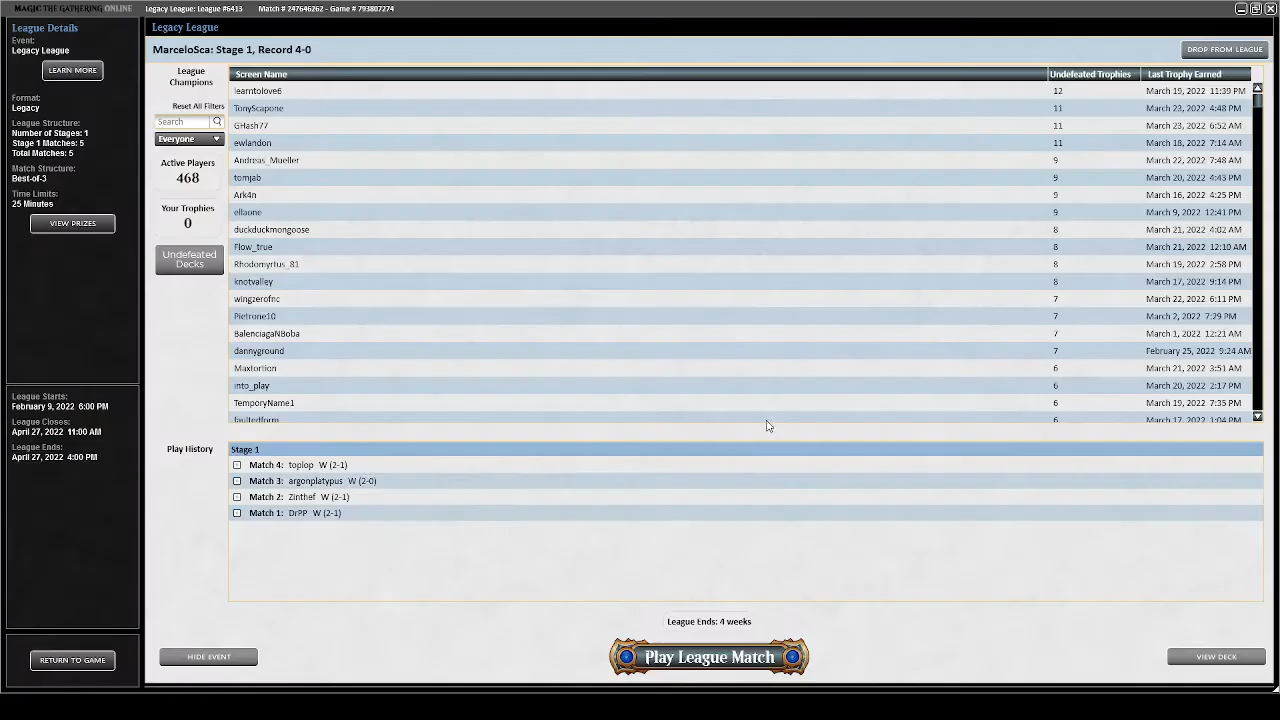 MAGIC THE GATHERING ONLINE Legacy League: League #6413 Match # 247646262 - Game # 793807274
League Details
Event:
Legacy League
LEARN MORE
Format:
Legacy
League Structure:
Number of Stages: 1
Stage 1 Matches: 5
Total Matches: 5
Match Structure:
Best-of-3
Time Limits:
25 Minutes
VIEW PRIZES
League Starts:
February 9, 2022 6:00 PM
League Closes:
April 27, 2022 11:00 AM
League Ends:
April 27, 2022 4:00 PM
RETURN TO GAME
Legacy League
MarceloSca: Stage 1, Record 4-0
DROP FROM LEAGUE
League
Champions
Reset All Filters
Search
Everyone
Active Players
468
Your Trophies
0
Undefeated
Decks
Screen Name Undefeated Trophies Last Trophy Earned
learntolove6 12 March 19, 2022 11:39 PM
TonyScapone 11 March 23, 2022 4:48 PM
GHash77 11 March 23, 2022 6:52 AM
ewlandon 11 March 18, 2022 7:14 AM
Andreas_Mueller 9 March 22, 2022 7:48 AM
tomjab 9 March 20, 2022 4:43 PM
Ark4n 9 March 16, 2022 4:25 PM
ellaone 9 March 9, 2022 12:41 PM
duckduckmongoose 8 March 21, 2022 4:02 AM
Flow_true 8 March 21, 2022 12:10 AM
Rhodomyrtus_81 8 March 19, 2022 2:58 PM
knotvalley 8 March 17, 2022 9:14 PM
wingzerofnc 7 March 22, 2022 6:11 PM
Pietrone10 7 March 2, 2022 7:29 PM
BalenciagaNBoba 7 March 1, 2022 12:21 AM
dannyground 7 February 25, 2022 9:24 AM
Maxtortion 6 March 21, 2022 3:51 AM
into_play 6 March 20, 2022 2:17 PM
TemporyName1 6 March 19, 2022 7:35 PM
faultedform 6 March 17, 2022 1:04 PM
Play History
Stage 1
Match 4: toplop W (2-1)
Match 3: argonplatypus W (2-0)
Match 2: Zinthef W (2-1)
Match 1: DrPP W (2-1)
League Ends: 4 weeks
HIDE EVENT
Play League Match
VIEW DECK